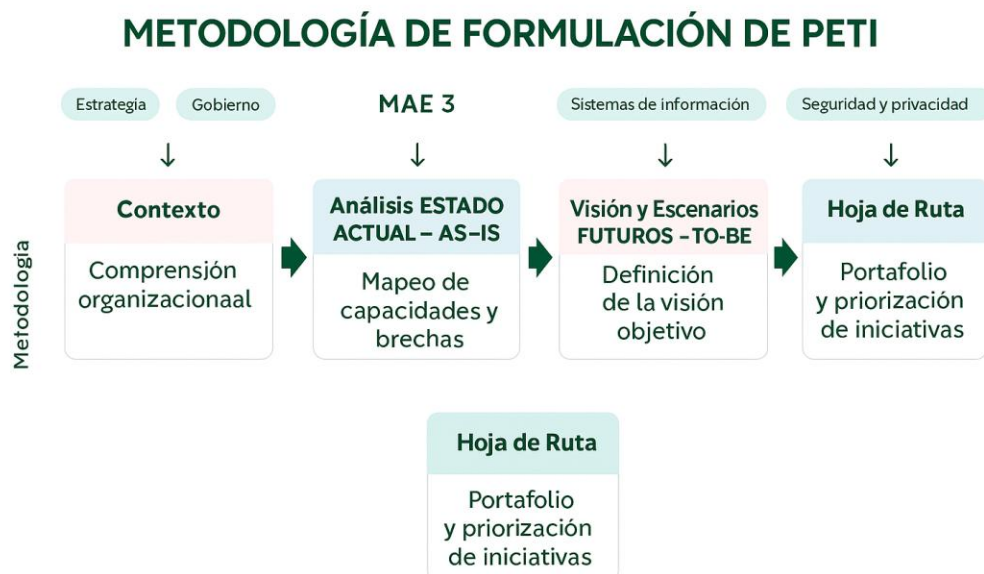 METODOLOGÍA DE FORMULACIÓN DE PETI
Estrategia
Gobierno
MAE 3
Sistemas de información
Seguridad y privacidad
Metodologia
Contexto
Comprensjón
organizacionaal
Análisis ESTADO
ACTUAL – AS–IS
Mapeo de
capacidades y
brechas
Visión y Escenarios
FUTUROS – TO-BE
Definición
de la visión
objetivo
Hoja de Ruta
Portafolio
y priorización
de iniciativas
Hoja de Ruta
Portafolio
y priorización
de iniciativas